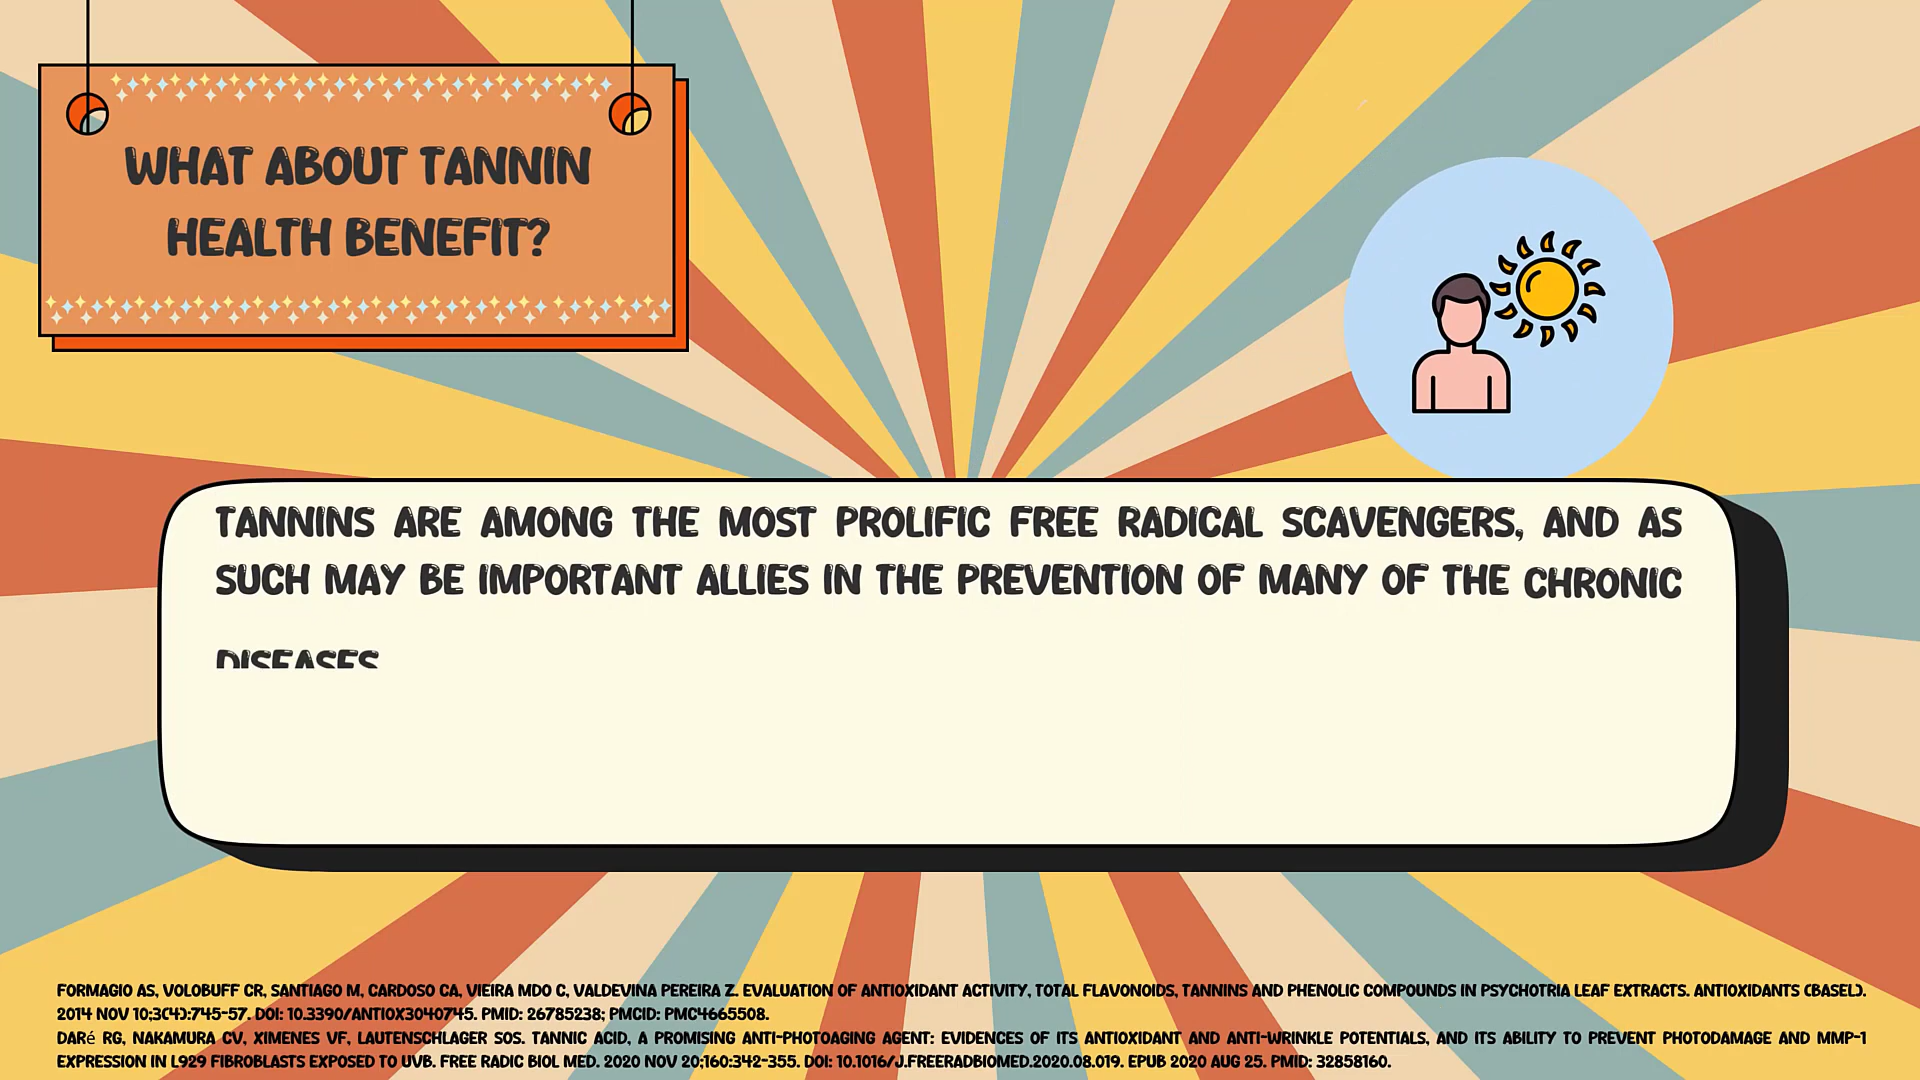 WHAT ABOUT TANNIN
HEALTH BENEFIT?
TANNINS ARE AMONG THE MOST PROLIFIC FREE RADICAL SCAVENGERS, AND AS
SUCH MAY BE IMPORTANT ALLIES IN THE PREVENTION OF MANY OF THE CHRONIC
DISEASES
FORMAGIO AS, VOLOBUFF CR, SANTIAGO M, CARDOSO CA, VIEIRA MDO C, VALDEVINA PEREIRA Z. EVALUATION OF ANTIOXIDANT ACTIVITY, TOTAL FLAVONOIDS, TANNINS AND PHENOLIC COMPOUNDS IN PSYCHOTRIA LEAF EXTRACTS. ANTIOXIDANTS (BASEL).
2014 NOV 10;3(4):745-57. DOI: 10.3390/ANTIOX3040745. PMID: 26785238; PMCID: PMC4665508.
DARé RG, NAKAMURA CV, XIMENES VF, LAUTENSCHLAGER SOS. TANNIC ACID, A PROMISING ANTI-PHOTOAGING AGENT: EVIDENCES OF ITS ANTIOXIDANT AND ANTI-WRINKLE POTENTIALS, AND ITS ABILITY TO PREVENT PHOTODAMAGE AND MMP-1
EXPRESSION IN L929 FIBROBLASTS EXPOSED TO UVB. FREE RADIC BIOL MED. 2020 NOV 20;160:342-355. DOI: 10.1016/J.FREERADBIOMED.2020.08.019. EPUB 2020 AUG 25. PMID: 32858160.